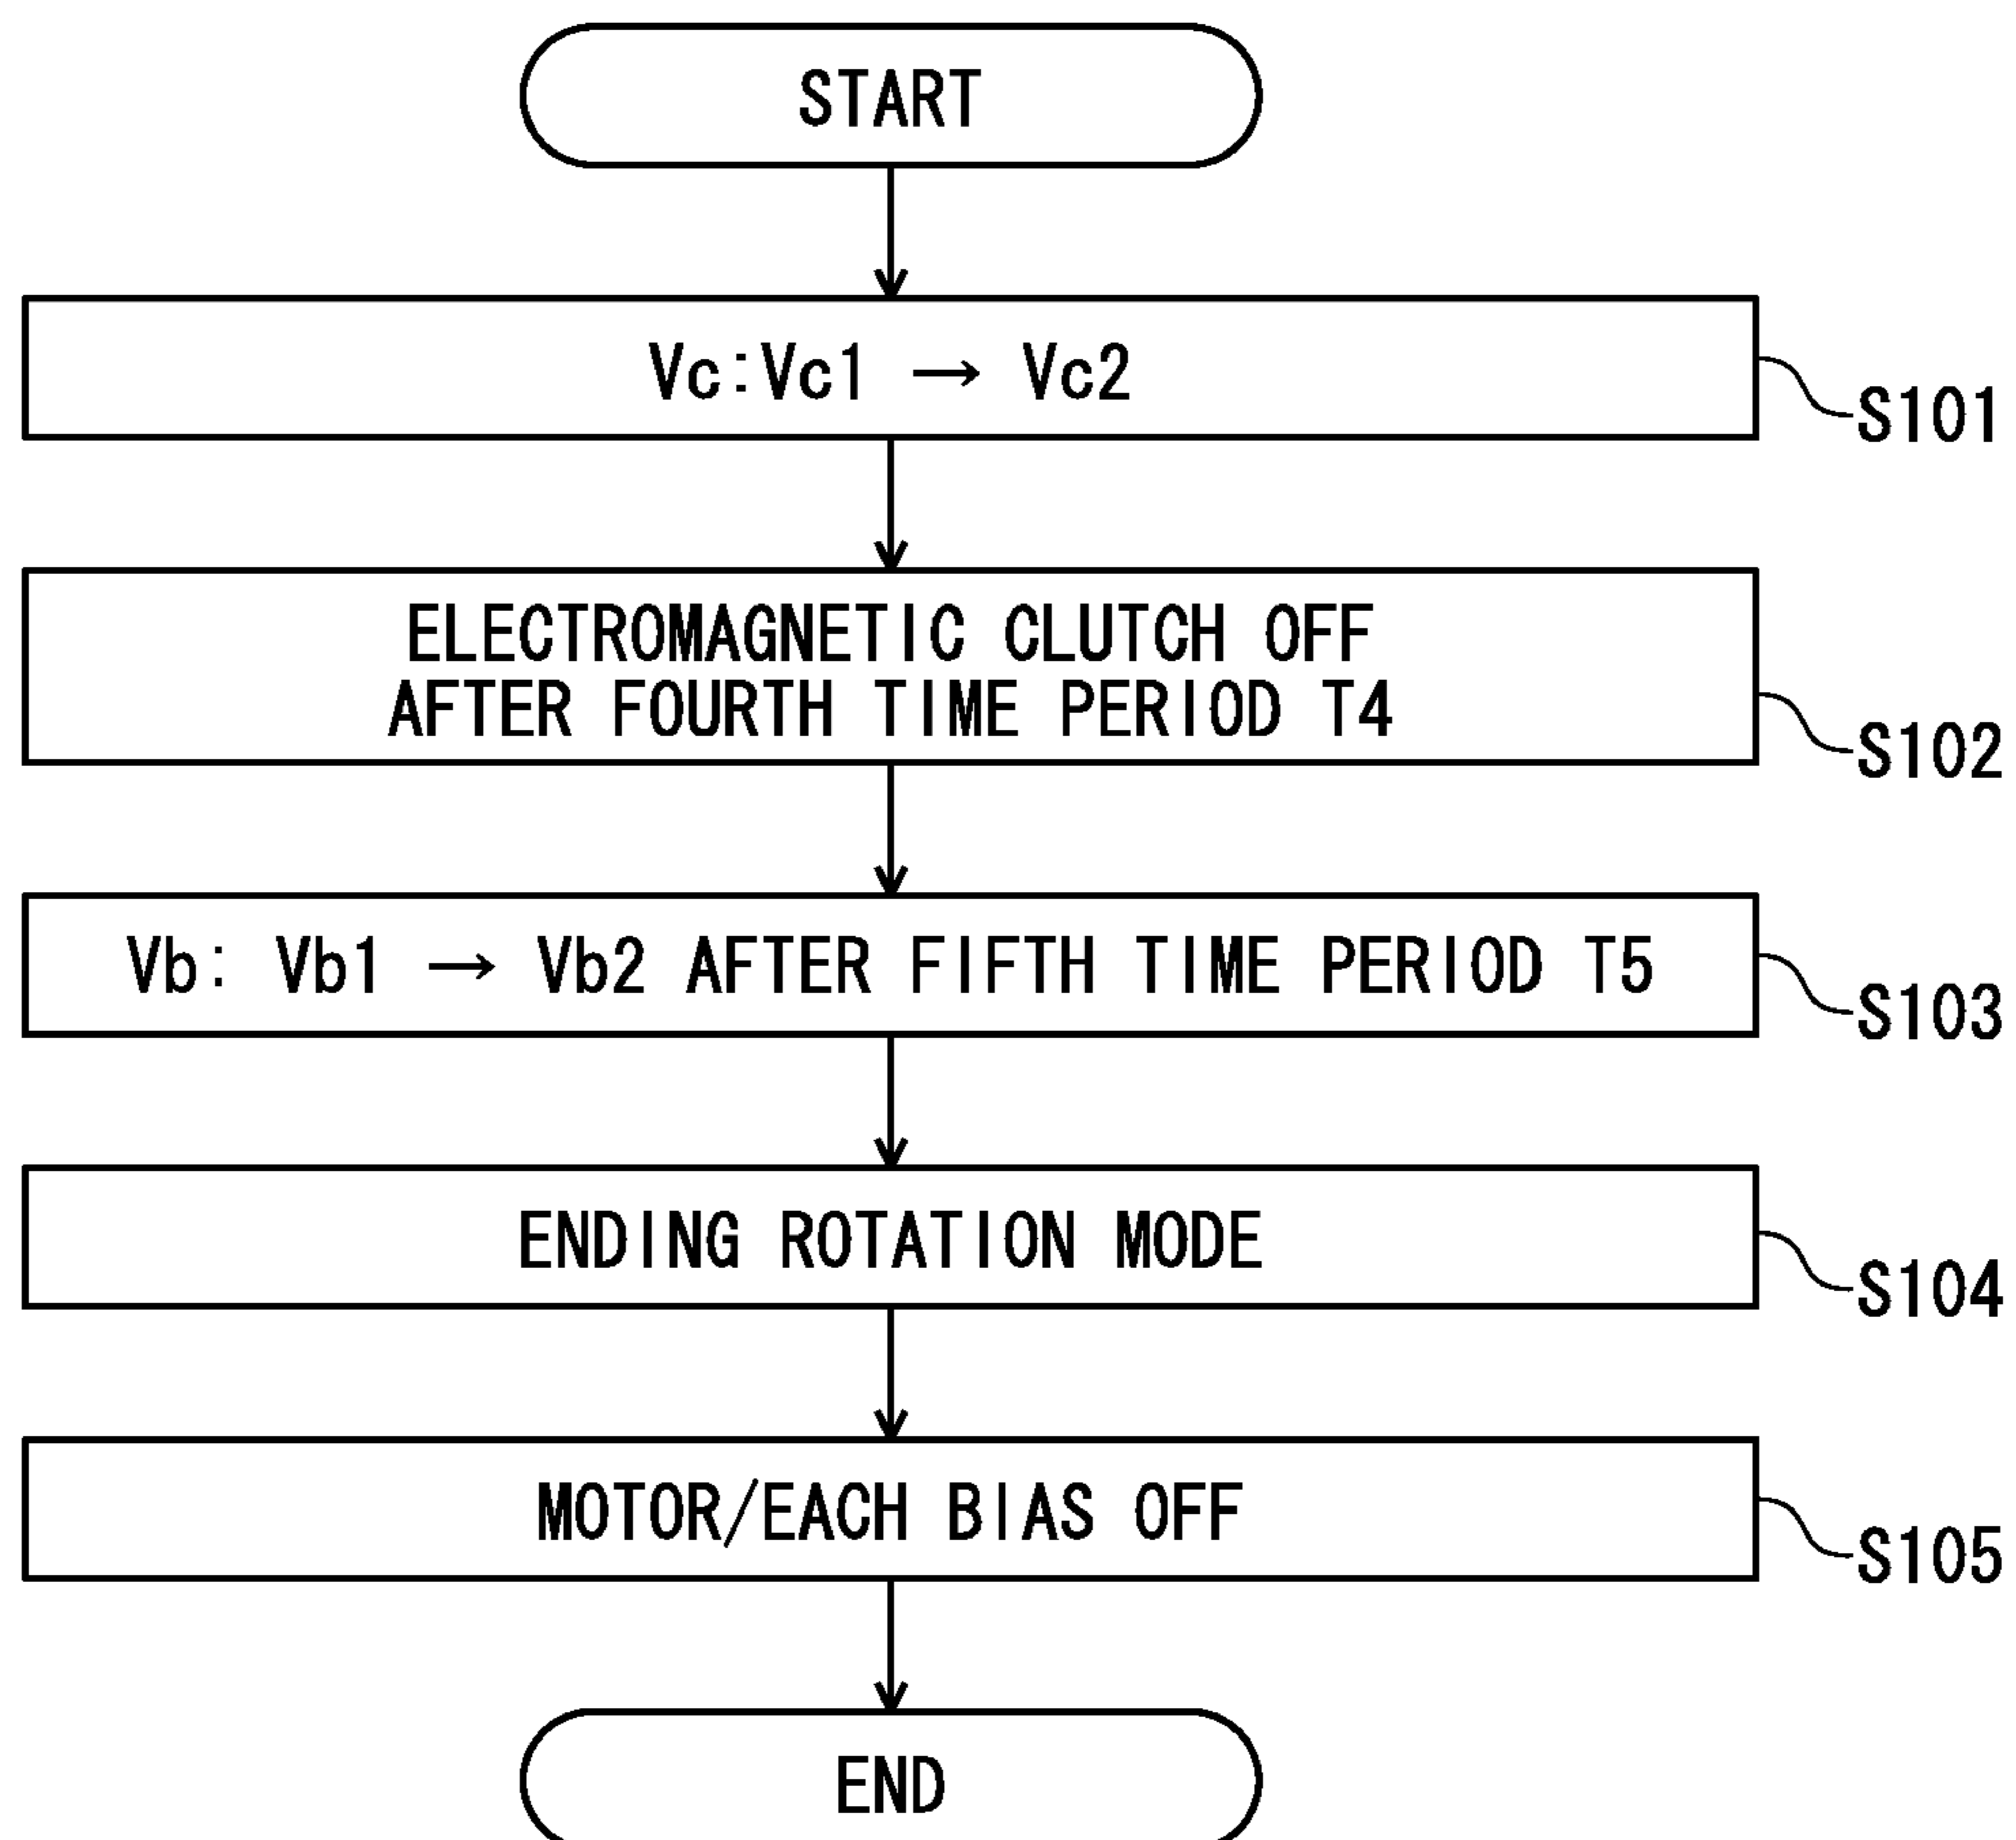 START
Vc:Vc1 → Vc2
S101
ELECTROMAGNETIC CLUTCH OFF
AFTER FOURTH TIME PERIOD T4
S102
Vb: Vb1 → Vb2 AFTER FIFTH TIME PERIOD T5
S103
ENDING ROTATION MODE
S104
MOTOR/EACH BIAS OFF
S105
END